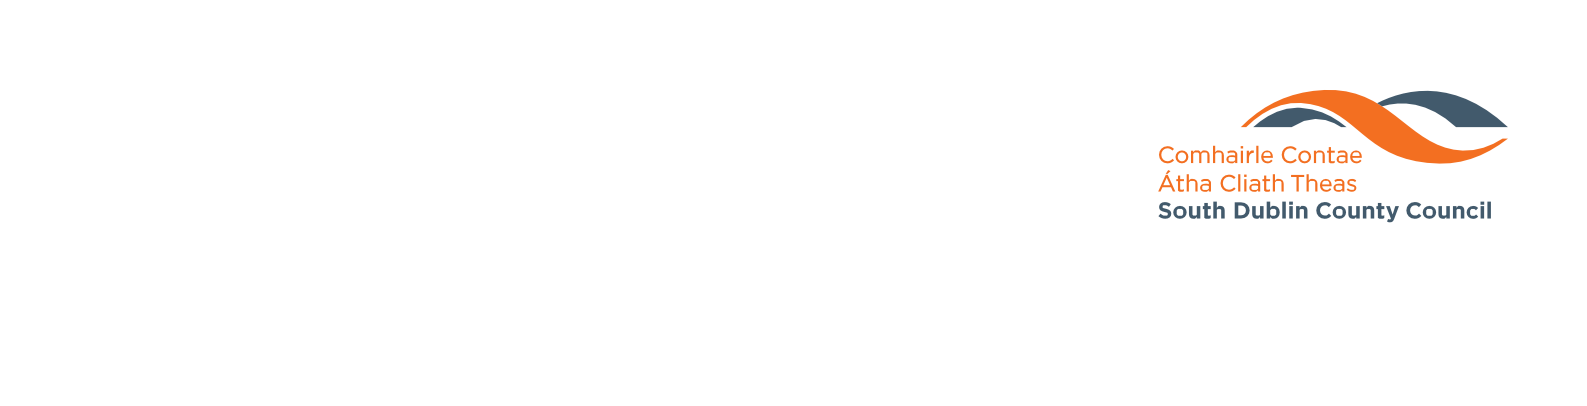 Comhairle Contae
Átha Cliath Theas
South Dublin County Council